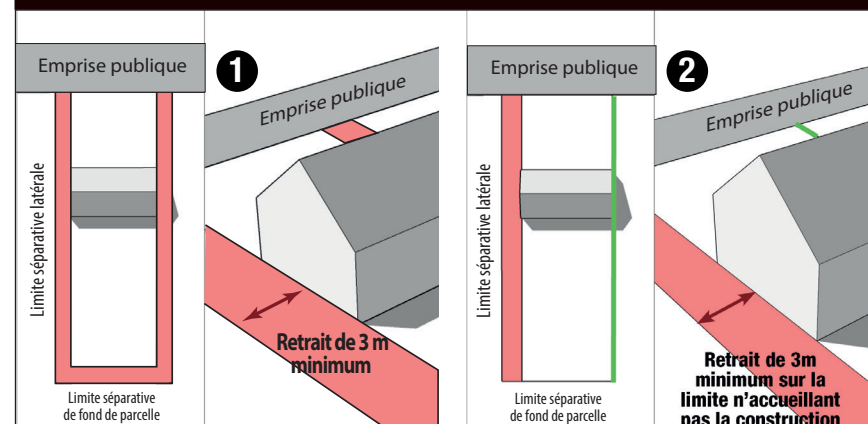 Emprise publique
1
Emprise publique
Limite séparative latérale
Retrait de 3 m
minimum
Limite séparative
de fond de parcelle
Emprise publique
2
Emprise publique
Limite séparative latérale
Retrait de 3m
minimum sur la
limite n'accueillant
pas la construction
Limite séparative
de fond de parcelle